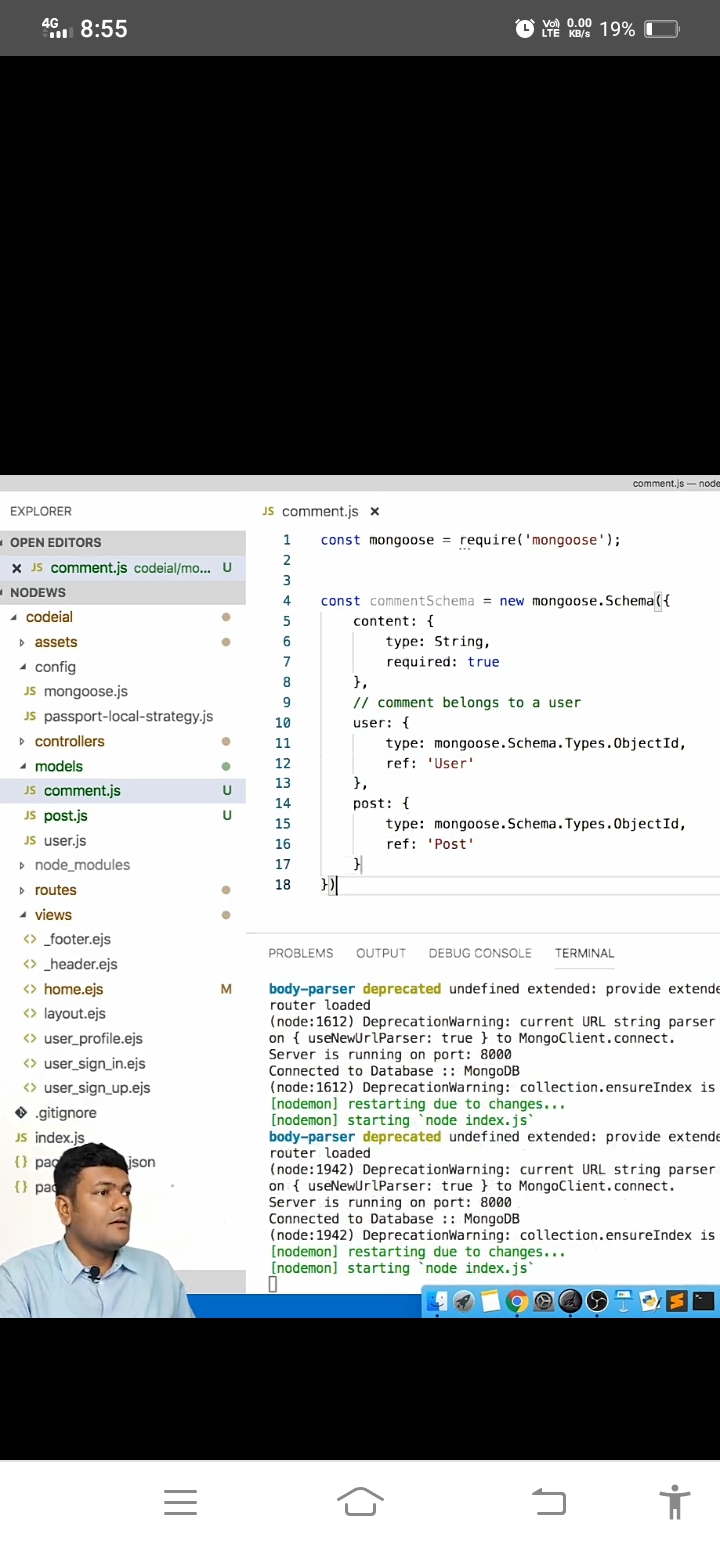 4G 8:55 Vo) LTE 0.00 KB/s 19%
comment.js — node
EXPLORER
OPEN EDITORS
JS comment.js codeial/mo... U
NODEWS
codeial
assets
config
JS mongoose.js
JS passport-local-strategy.js
controllers
models
JS comment.js U
JS post.js U
JS user.js
node_modules
routes
views
<> _footer.ejs
<> _header.ejs
<> home.ejs M
<> layout.ejs
<> user_profile.ejs
<> user_sign_in.ejs
<> user_sign_up.ejs
.gitignore
JS index.js
{} json
{}
JS comment.js ×
1 const mongoose = require('mongoose');
2
3
4 const commentSchema = new mongoose.Schema({
5 content: {
6 type: String,
7 required: true
8 },
9 // comment belongs to a user
10 user: {
11 type: mongoose.Schema.Types.ObjectId,
12 ref: 'User'
13 },
14 post: {
15 type: mongoose.Schema.Types.ObjectId,
16 ref: 'Post'
17 }
18 })
PROBLEMS OUTPUT DEBUG CONSOLE TERMINAL
body-parser deprecated undefined extended: provide extende
router loaded
(node:1612) DeprecationWarning: current URL string parser
on { useNewUrlParser: true } to MongoClient.connect.
Server is running on port: 8000
Connected to Database :: MongoDB
(node:1612) DeprecationWarning: collection.ensureIndex is
[nodemon] restarting due to changes...
[nodemon] starting `node index.js`
body-parser deprecated undefined extended: provide extende
router loaded
(node:1942) DeprecationWarning: current URL string parser
on { useNewUrlParser: true } to MongoClient.connect.
Server is running on port: 8000
Connected to Database :: MongoDB
(node:1942) DeprecationWarning: collection.ensureIndex is
[nodemon] restarting due to changes...
[nodemon] starting `node index.js`